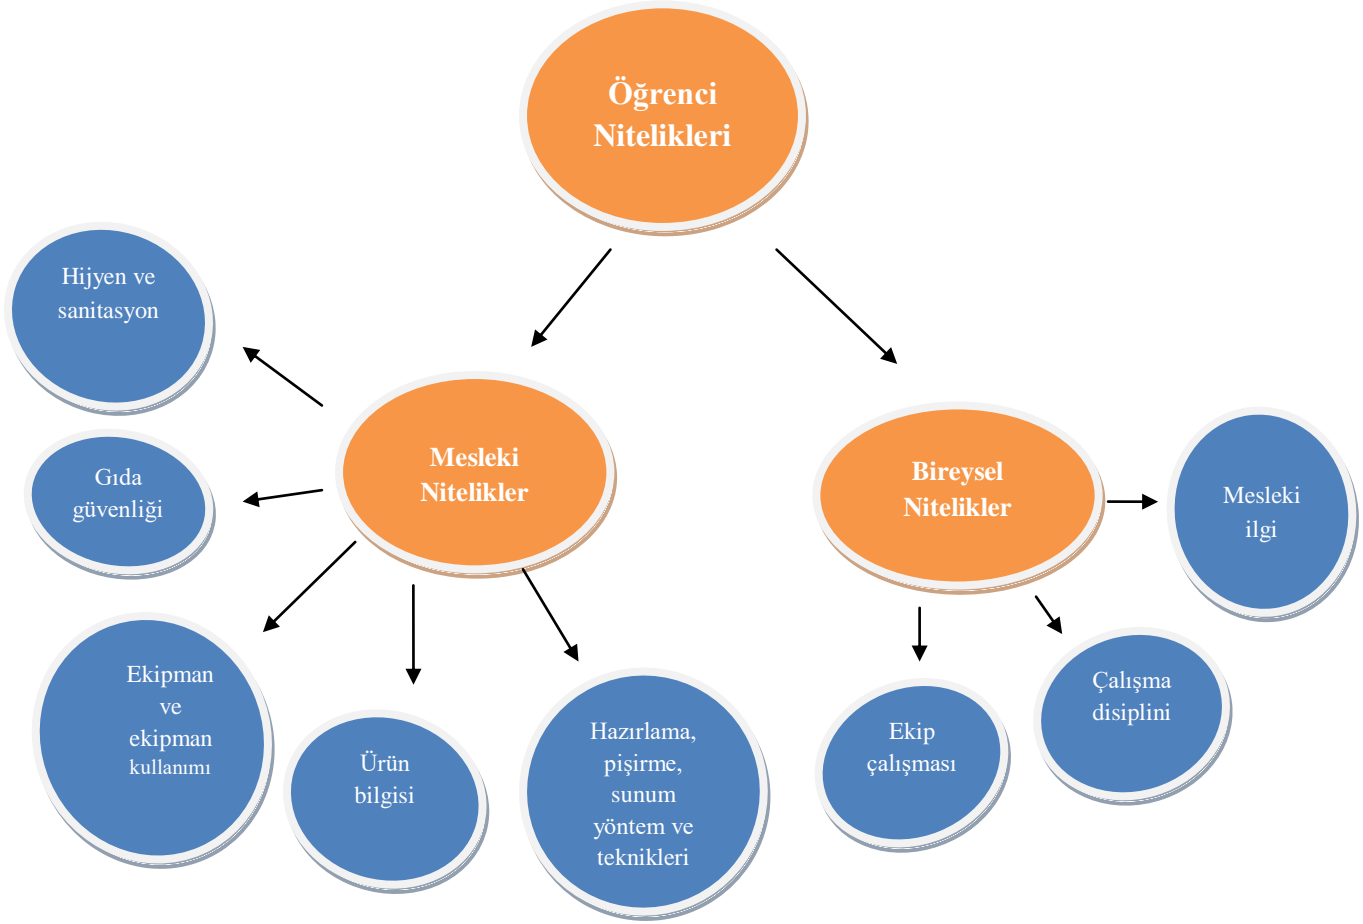 Öğrenci
Nitelikleri
Hijyen ve
sanitasyon
Mesleki
Nitelikler
Bireysel
Nitelikler
Mesleki
ilgi
Gıda
güvenliği
Ekipman
ve
ekipman
kullanımı
Ürün
bilgisi
Hazırlama,
pişirme,
sunum
yöntem ve
teknikleri
Ekip
çalışması
Çalışma
disiplini